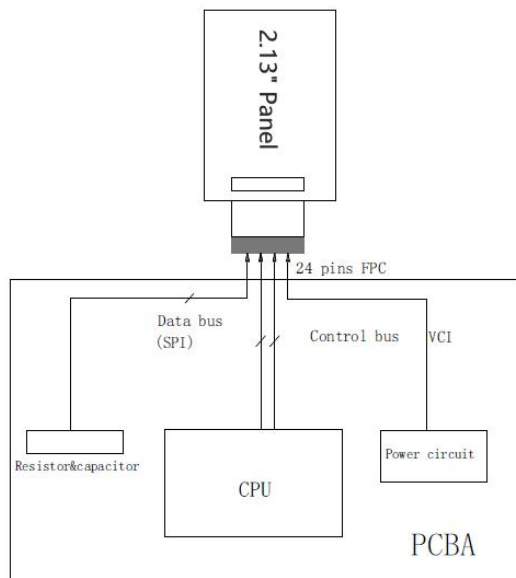 2.13" Panel
24 pins FPC
Data bus
(SPI)
Control bus
VCI
Resistor&capacitor
CPU
Power circuit
PCBA